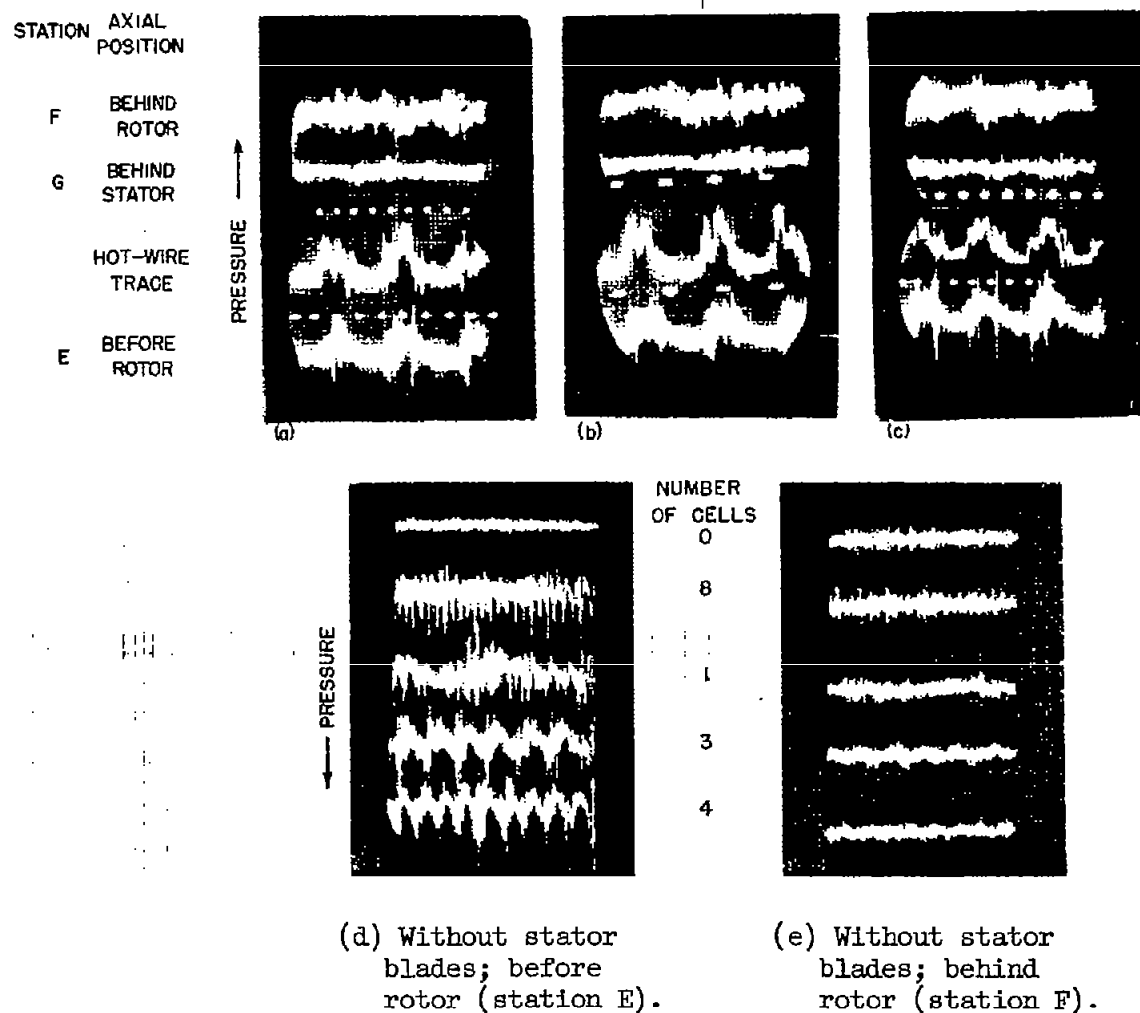 STATION AXIAL POSITION
F BEHIND ROTOR
G BEHIND STATOR
HOT-WIRE TRACE
E BEFORE ROTOR
PRESSURE
(a)
(b)
(c)
NUMBER OF CELLS
0
8
1
3
4
PRESSURE
(d) Without stator
blades; before
rotor (station E).
(e) Without stator
blades; behind
rotor (station F).